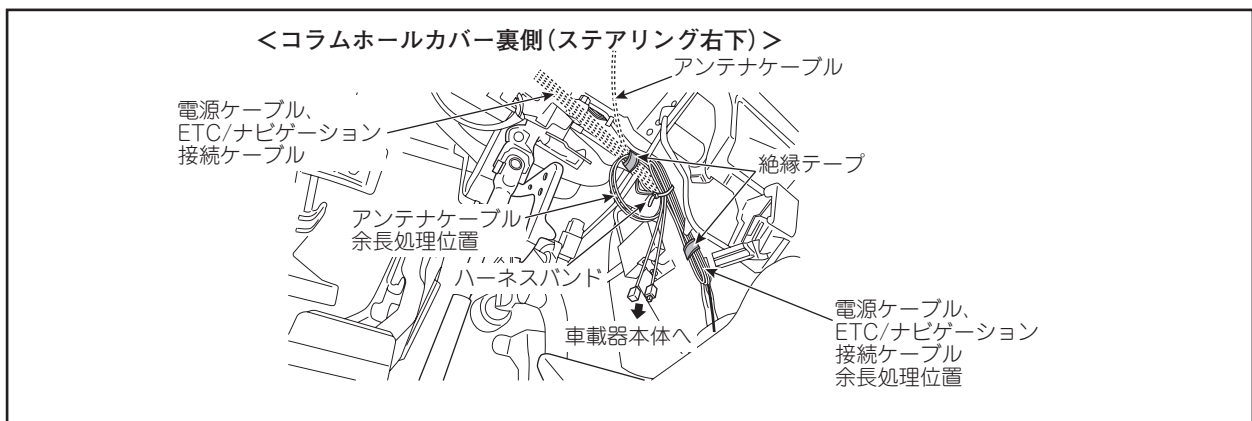 ＜コラムホールカバー裏側(ステアリング右下)＞
アンテナケーブル
電源ケーブル、
ETC/ナビゲーション
接続ケーブル
絶縁テープ
アンテナケーブル
余長処理位置
ハーネスバンド
車載器本体へ
電源ケーブル、
ETC/ナビゲーション
接続ケーブル
余長処理位置